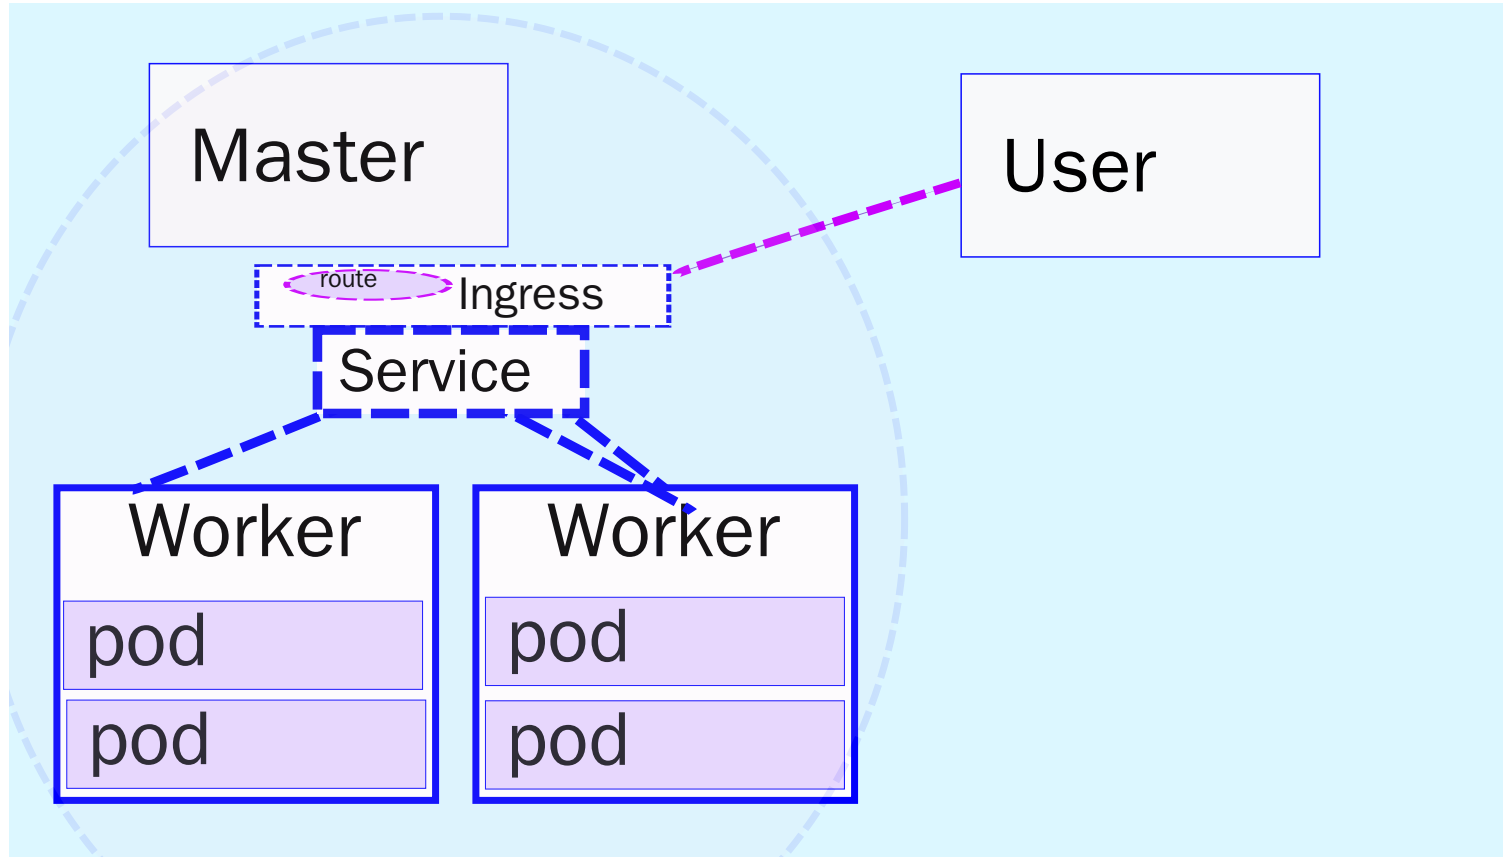 Master
User
route
Ingress
Service
Worker
Worker
pod
pod
pod
pod